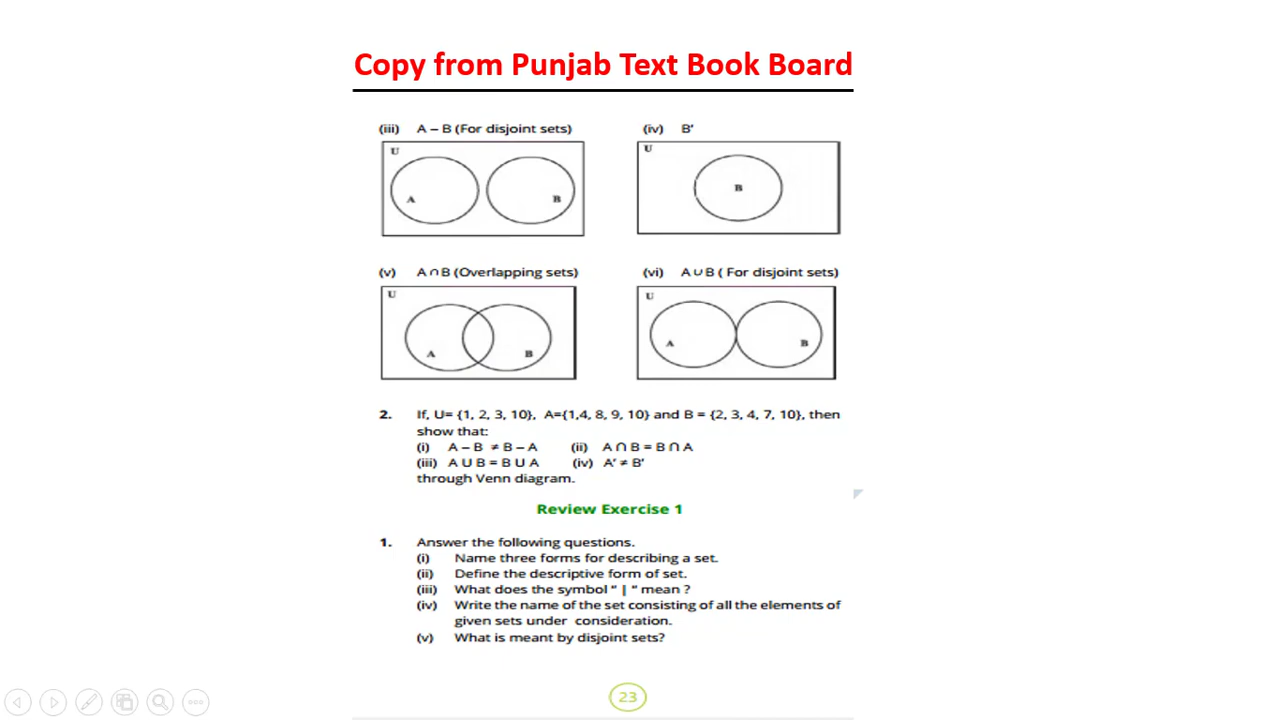 Copy from Punjab Text Book Board
(iii) A – B (For disjoint sets) (iv) B′
U U
A B B
(v) A ∩ B (Overlapping sets) (vi) A ∪ B ( For disjoint sets)
U U
A B A B
2. If, U= {1, 2, 3, 10}, A={1,4, 8, 9, 10} and B = {2, 3, 4, 7, 10}, then
show that:
(i) A – B ≠ B – A (ii) A ∩ B = B ∩ A
(iii) A U B = B U A (iv) A′ ≠ B′
through Venn diagram.
Review Exercise 1
1. Answer the following questions.
(i) Name three forms for describing a set.
(ii) Define the descriptive form of set.
(iii) What does the symbol “ | “ mean ?
(iv) Write the name of the set consisting of all the elements of
given sets under consideration.
(v) What is meant by disjoint sets?
23